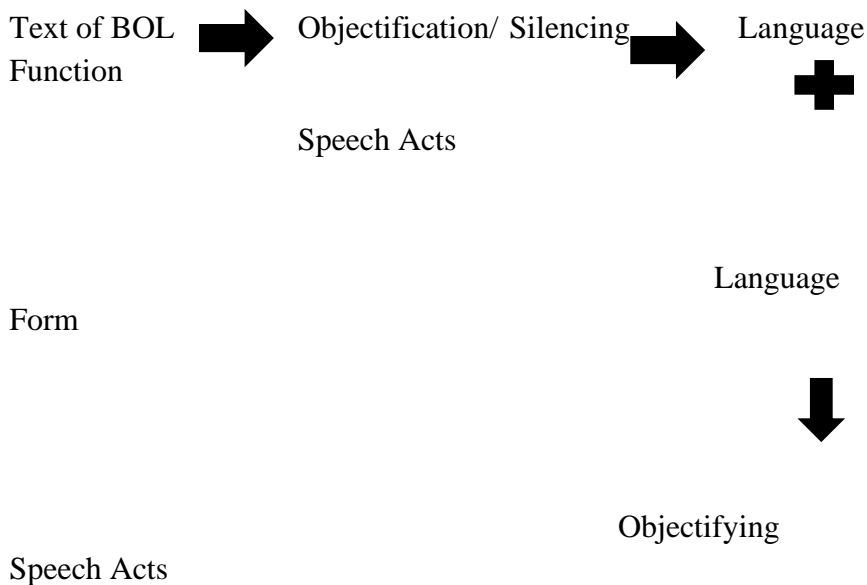 Text of BOL Objectification/ Silencing Language
Function
Speech Acts
Language
Form
Objectifying
Speech Acts